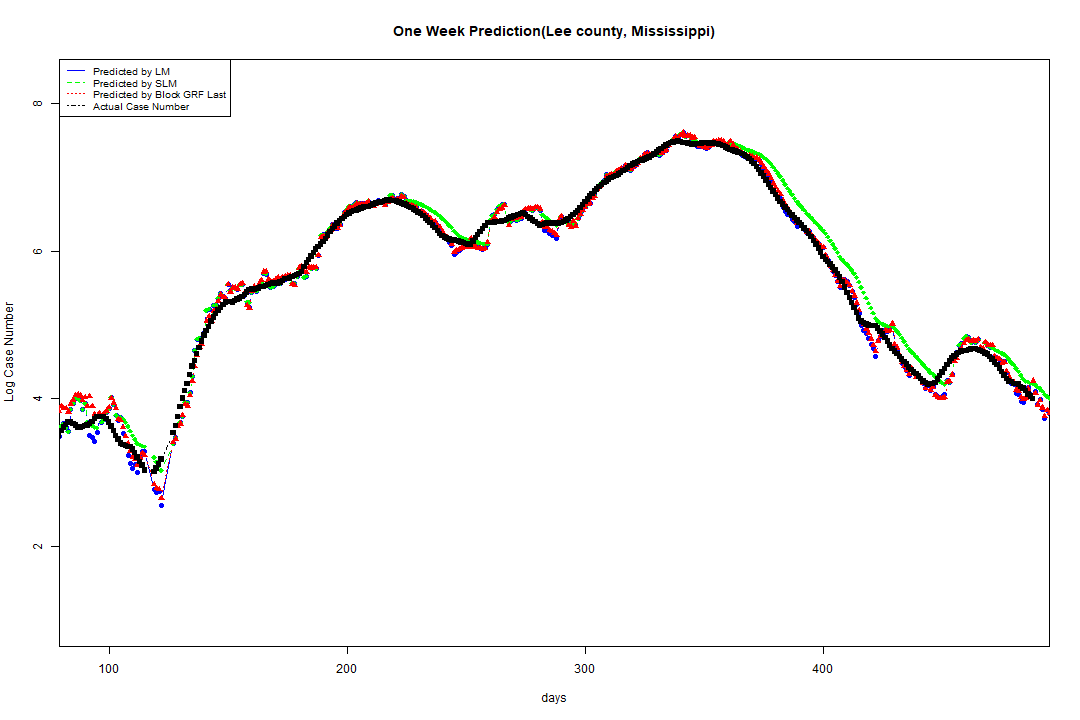 One Week Prediction(Lee county, Mississippi)
Predicted by LM
Predicted by SLM
Predicted by Block GRF Last
Actual Case Number
8
6
4
2
Log Case Number
100 200 300 400
days